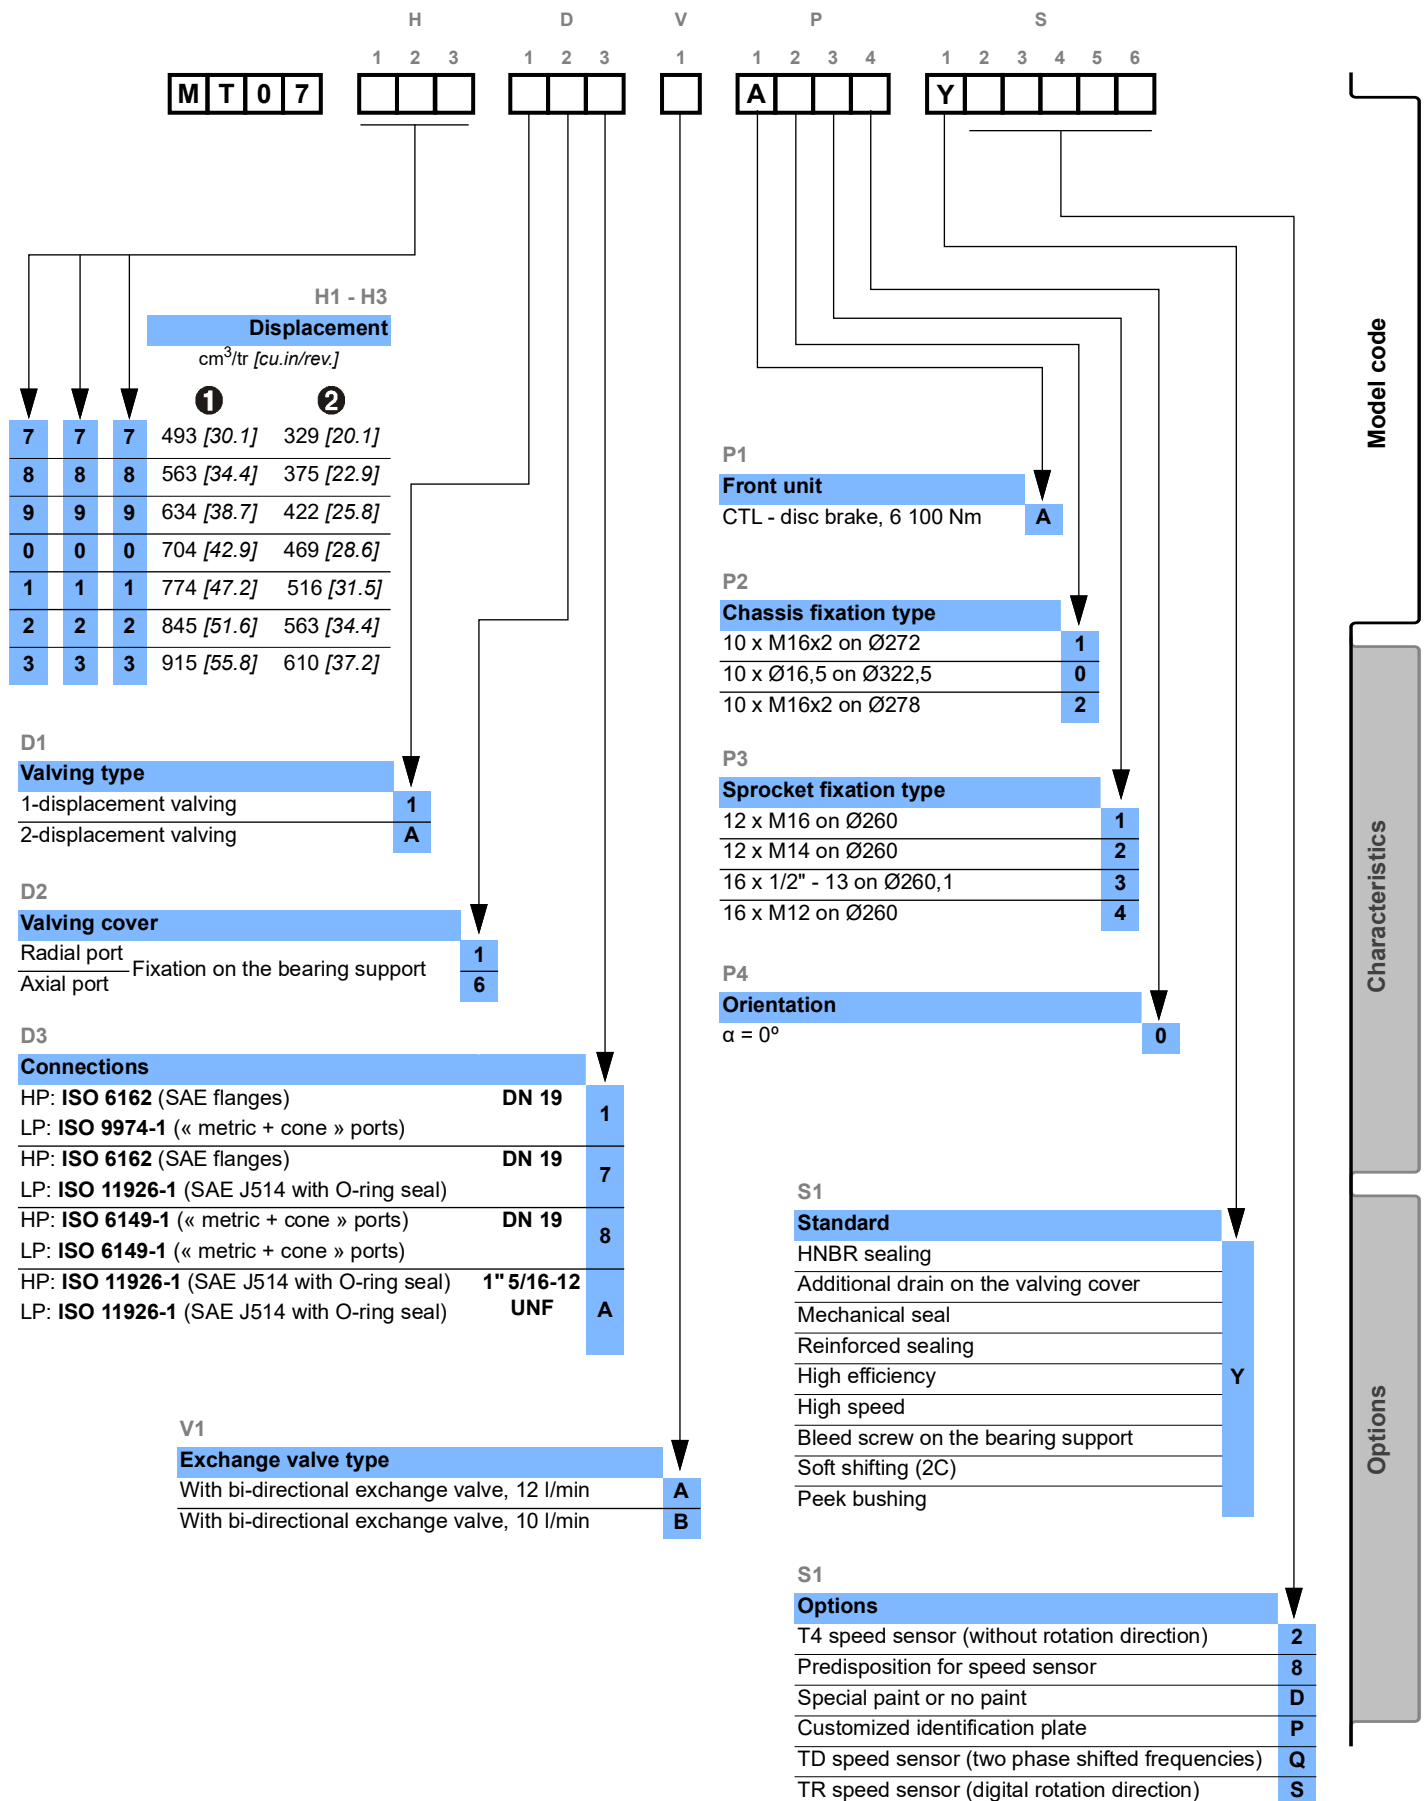 H D V P S
1 2 3 1 2 3 1 1 2 3 4 1 2 3 4 5 6
M T 0 7 A Y
H1 - H3
Displacement
cm3/tr [cu.in/rev.]
❶ ❷
7 7 7 493 [30.1] 329 [20.1]
8 8 8 563 [34.4] 375 [22.9]
9 9 9 634 [38.7] 422 [25.8]
0 0 0 704 [42.9] 469 [28.6]
1 1 1 774 [47.2] 516 [31.5]
2 2 2 845 [51.6] 563 [34.4]
3 3 3 915 [55.8] 610 [37.2]
D1
Valving type
1-displacement valving 1
2-displacement valving A
D2
Valving cover
Radial port 1
Fixation on the bearing support
Axial port 6
D3
Connections
HP: ISO 6162 (SAE flanges) DN 19
1
LP: ISO 9974-1 (« metric + cone » ports)
HP: ISO 6162 (SAE flanges) DN 19
7
LP: ISO 11926-1 (SAE J514 with O-ring seal)
HP: ISO 6149-1 (« metric + cone » ports) DN 19
8
LP: ISO 6149-1 (« metric + cone » ports)
HP: ISO 11926-1 (SAE J514 with O-ring seal) 1" 5/16-12
LP: ISO 11926-1 (SAE J514 with O-ring seal) UNF A
V1
Exchange valve type
With bi-directional exchange valve, 12 l/min A
With bi-directional exchange valve, 10 l/min B
P1
Front unit
CTL - disc brake, 6 100 Nm A
P2
Chassis fixation type
10 x M16x2 on Ø272 1
10 x Ø16,5 on Ø322,5 0
10 x M16x2 on Ø278 2
P3
Sprocket fixation type
12 x M16 on Ø260 1
12 x M14 on Ø260 2
16 x 1/2" - 13 on Ø260,1 3
16 x M12 on Ø260 4
P4
Orientation
α = 0º 0
S1
Standard
HNBR sealing
Additional drain on the valving cover
Mechanical seal
Reinforced sealing
High efficiency Y
High speed
Bleed screw on the bearing support
Soft shifting (2C)
Peek bushing
S1
Options
T4 speed sensor (without rotation direction) 2
Predisposition for speed sensor 8
Special paint or no paint D
Customized identification plate P
TD speed sensor (two phase shifted frequencies) Q
TR speed sensor (digital rotation direction) S
Model code
Characteristics
Options